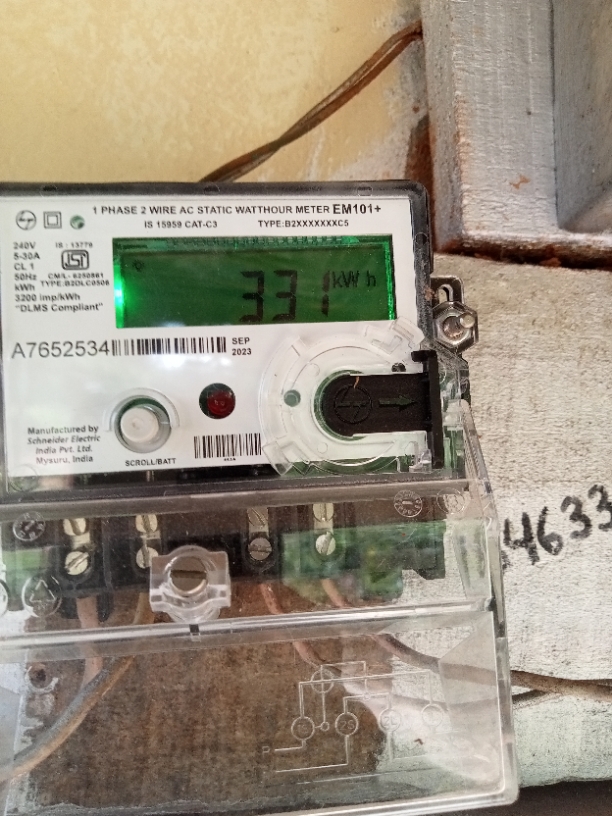 1 PHASE 2 WIRE AC STATIC WATTHOUR METER EM101+
IS 15959 CAT-C3 TYPE:B2XXXXXXXC5
240V IS : 13779
5-30A
CL 1
50Hz CM/L- 6250881
kWh TYPE:B2DLC0506
3200 imp/kWh
"DLMS Compliant"
331 kWh
A7652534
SEP
2023
Manufactured by
Schneider Electric
India Pvt. Ltd.
Mysuru, India
SCROLL/BATT
4633